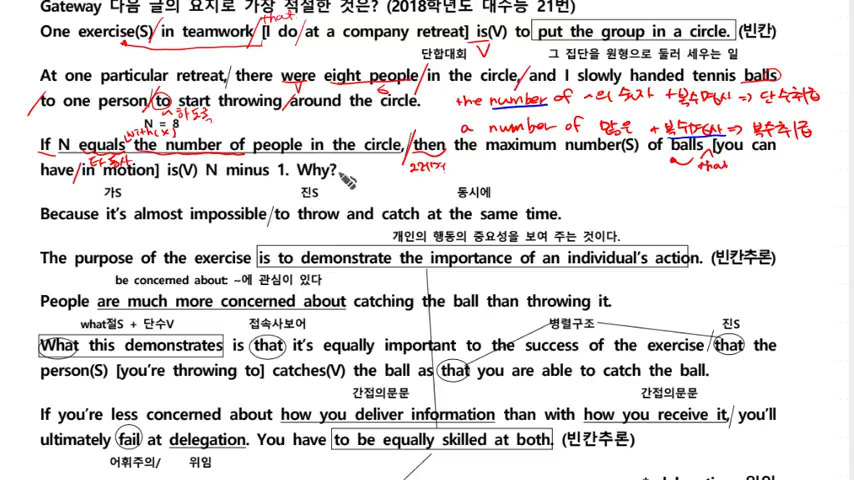 Gateway 다음 글의 요지로 가장 적절한 것은? (2018학년도 대수능 21번)
that
One exercise(S) in teamwork [I do at a company retreat] is(V) to put the group in a circle. (빈칸)
단합대회 V 그 집단을 원형으로 둘러 세우는 일
At one particular retreat, there were eight people in the circle, and I slowly handed tennis balls
V S
to one person to start throwing around the circle.
~하도록
the number of ~의 숫자 + 복수명사 => 단수취급
N = 8
with(x)
a number of 많은 + 복수명사 => 복수취급
If N equals the number of people in the circle, then the maximum number(S) of balls [you can
타동사 that
have in motion] is(V) N minus 1. Why?
가S 진S 동시에
Because it's almost impossible to throw and catch at the same time.
개인의 행동의 중요성을 보여 주는 것이다.
The purpose of the exercise is to demonstrate the importance of an individual's action. (빈칸추론)
be concerned about: ~에 관심이 있다
People are much more concerned about catching the ball than throwing it.
what절S + 단수V 접속사보어 병렬구조 진S
What this demonstrates is that it's equally important to the success of the exercise that the
person(S) [you're throwing to] catches(V) the ball as that you are able to catch the ball.
간접의문문 간접의문문
If you're less concerned about how you deliver information than with how you receive it, you'll
ultimately fail at delegation. You have to be equally skilled at both. (빈칸추론)
어휘주의/ 위임